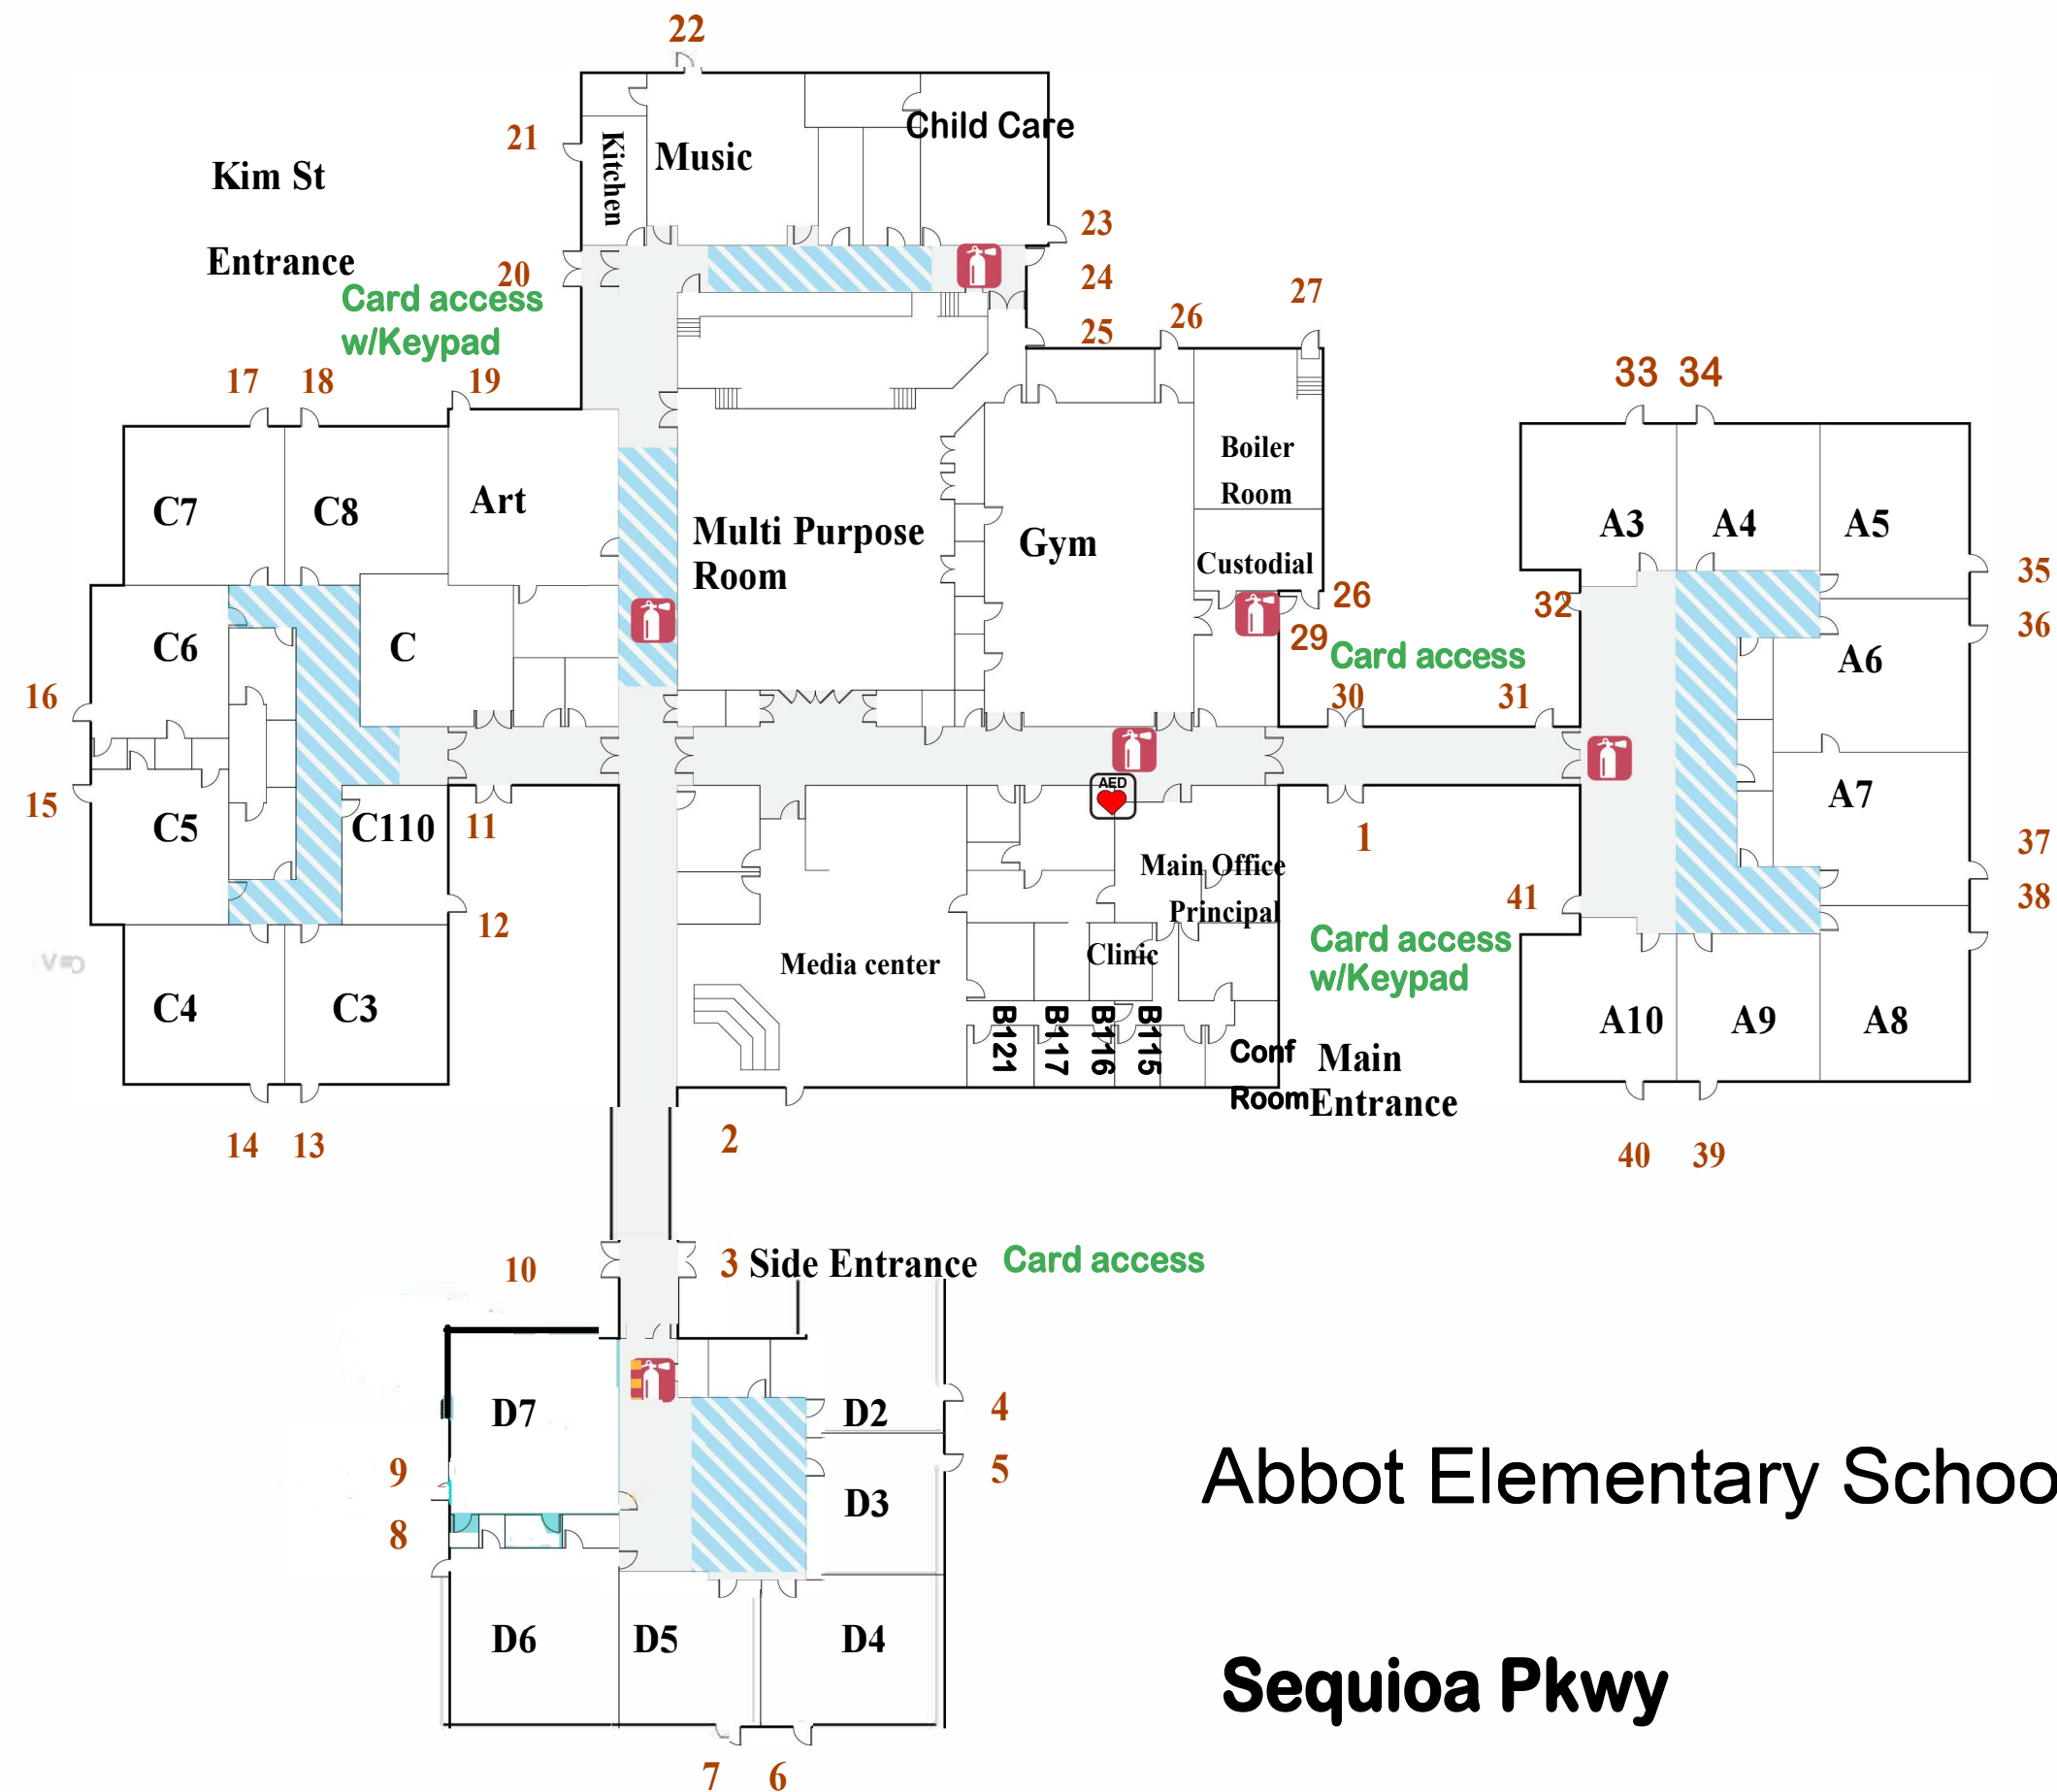 22
Child Care
21
Kitchen
Music
Kim St
Entrance
23
20
24
Card access
w/Keypad
25
26
27
17
18
19
33
34
Boiler
Room
C7
C8
Art
Multi Purpose
Room
Gym
A3
A4
A5
Custodial
35
26
32
29
36
C6
C
Card access
A6
16
30
31
15
AED
A7
C5
C110
11
1
37
Main Office
41
38
12
Principal
Card access
w/Keypad
Clinic
Media center
C4
C3
B121
B117
B116
B115
A10
A9
A8
Conf
Room
Main
Entrance
14
13
2
40
39
10
3
Side Entrance
Card access
D7
D2
4
9
5
D3
8
Abbot Elementary Schoo
D6
D5
D4
Sequioa Pkwy
7
6